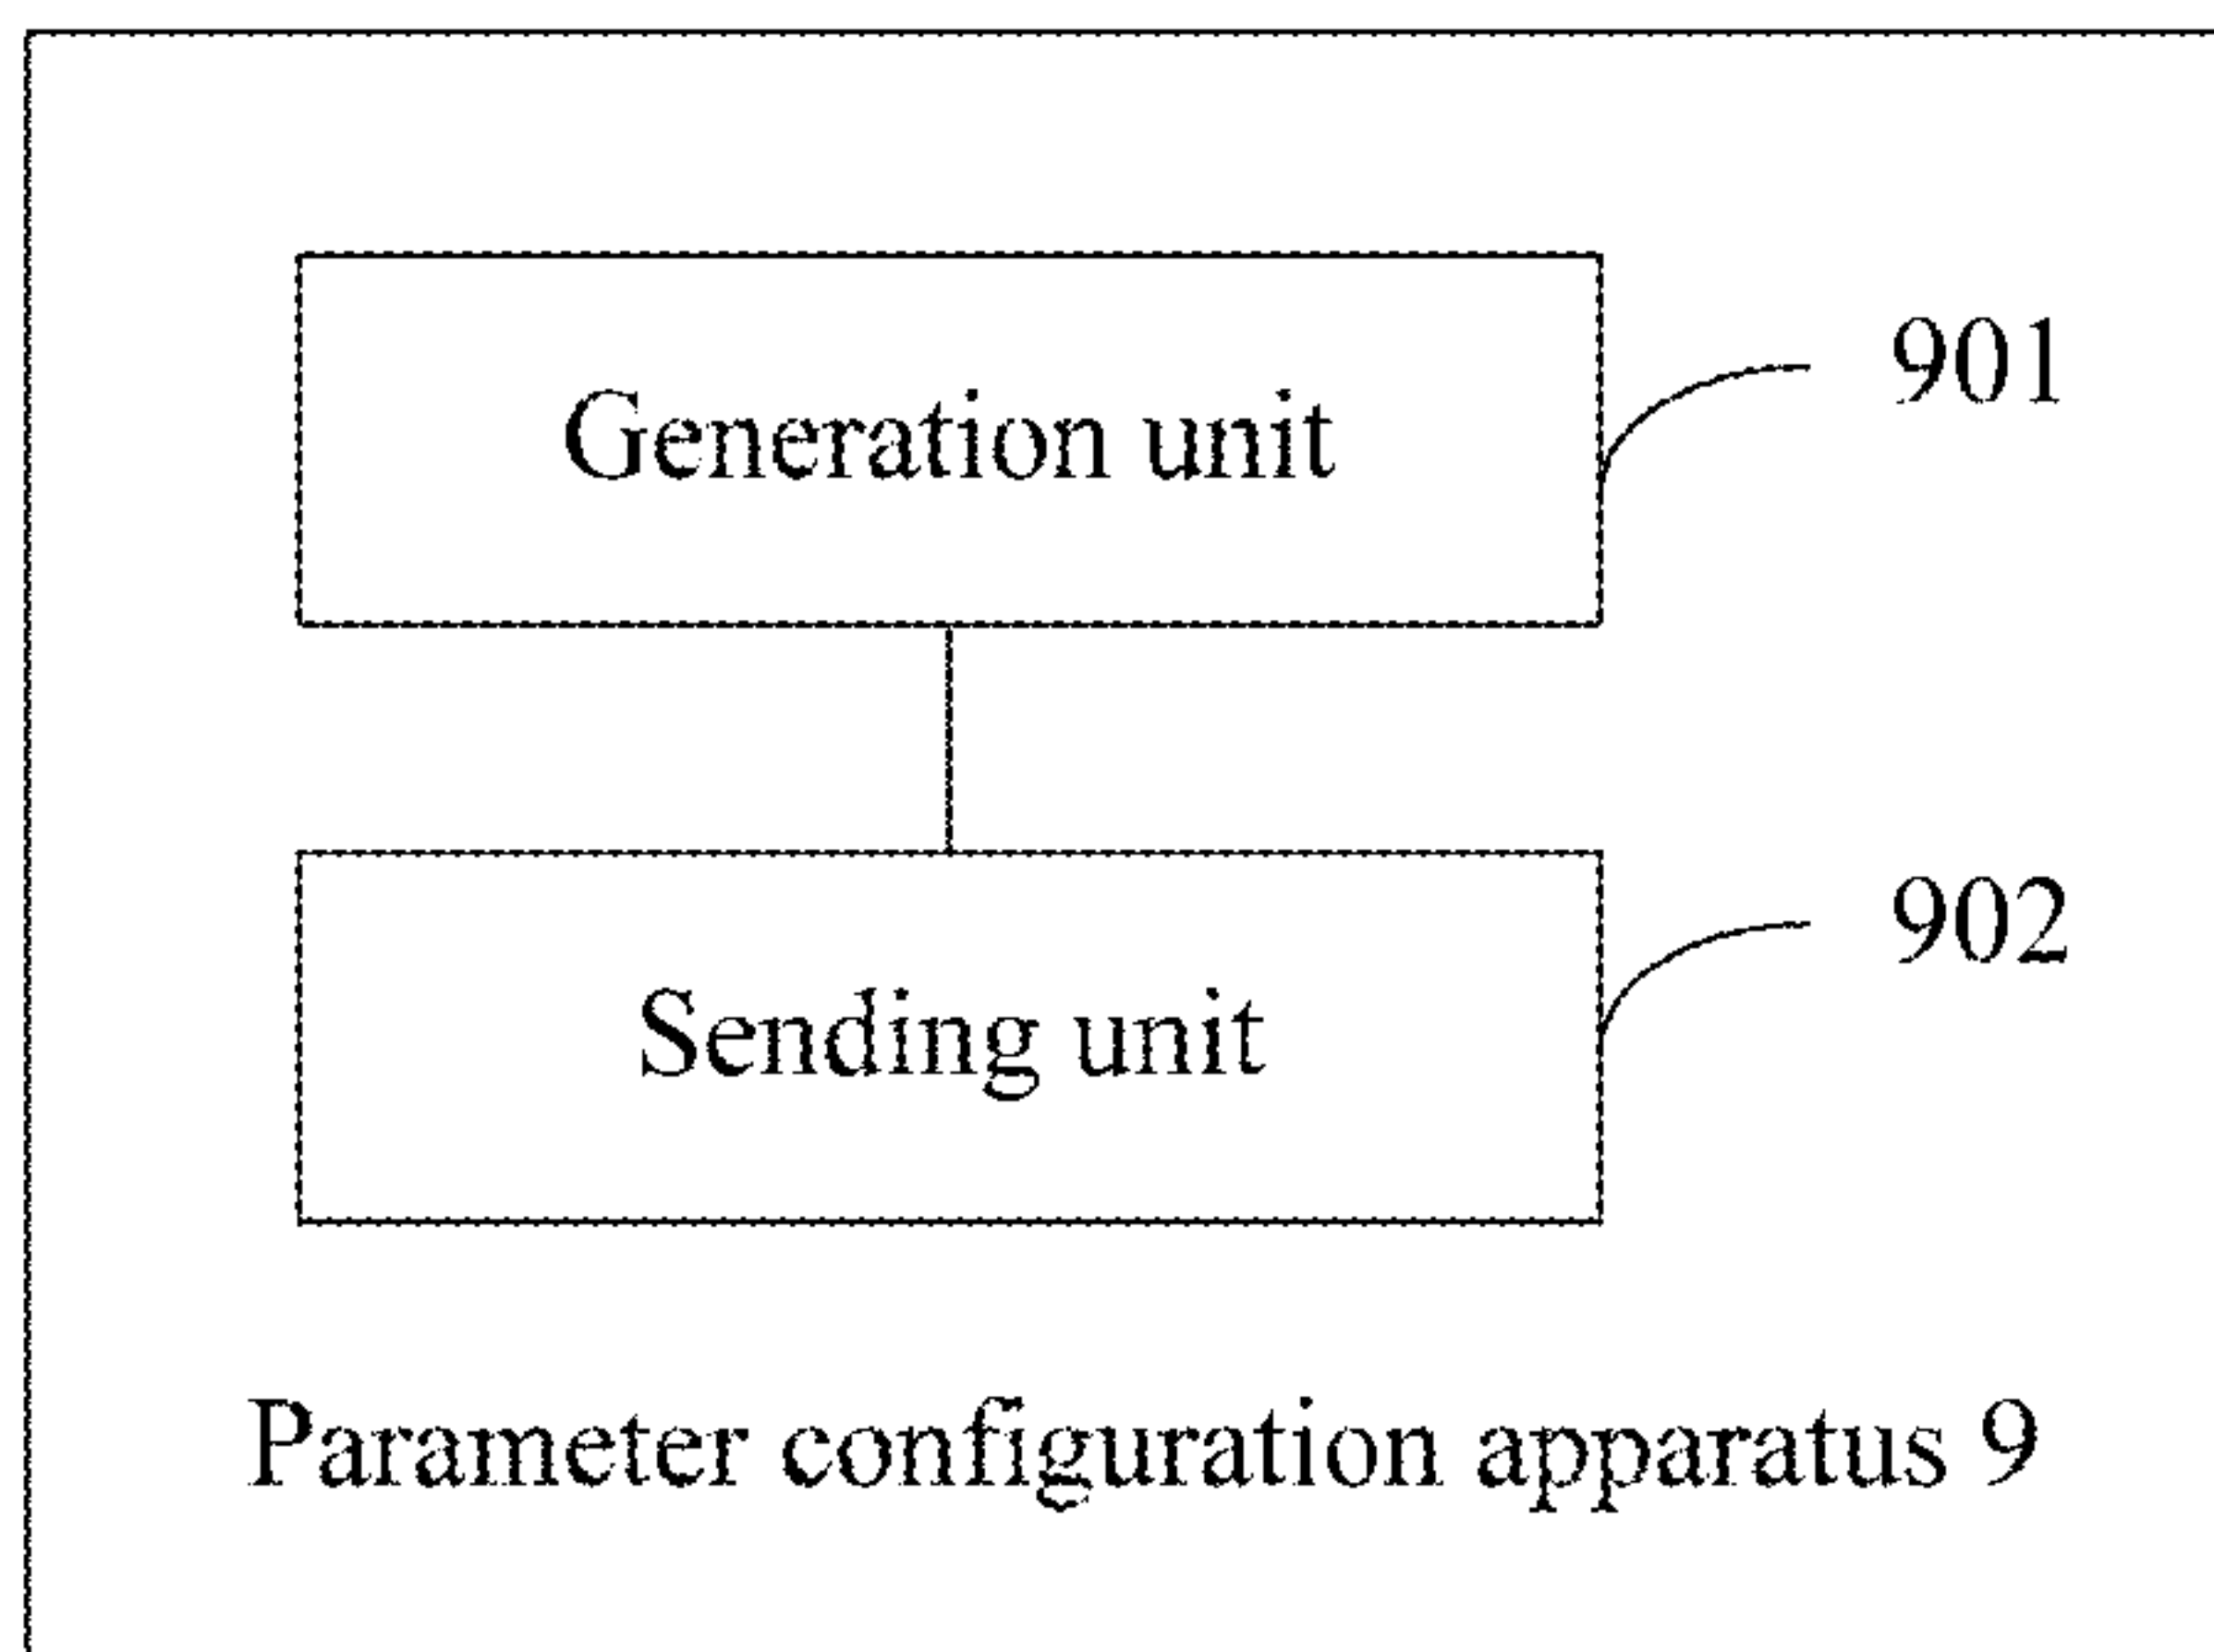 Generation unit
901
Sending unit
902
Parameter configuration apparatus 9